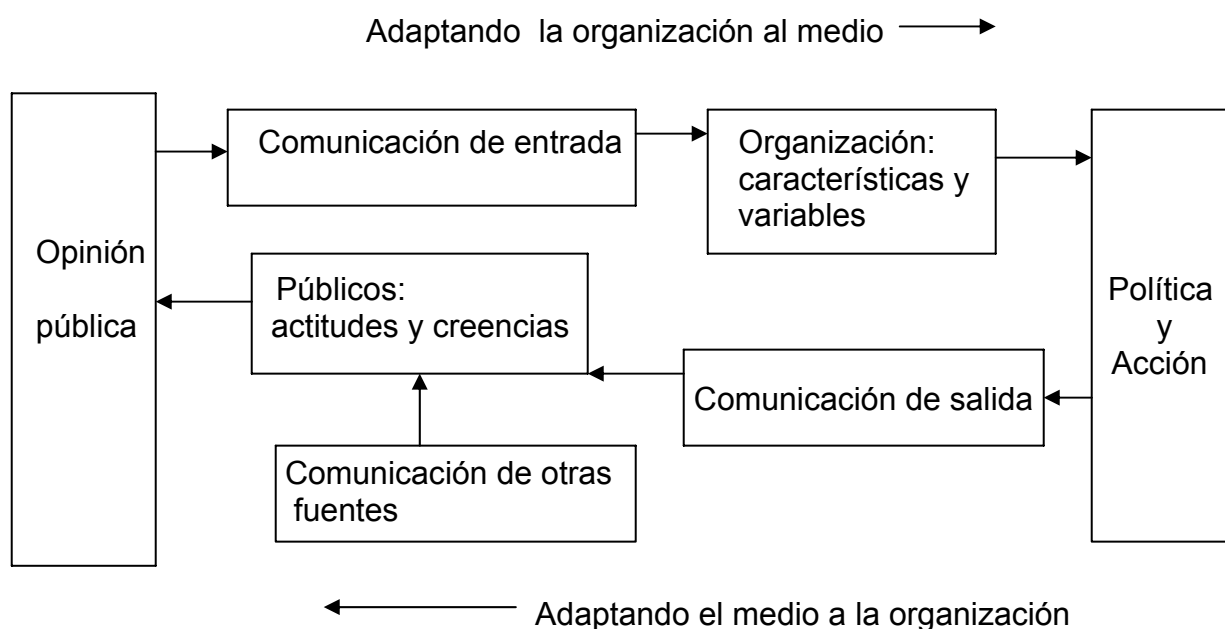 Adaptando la organización al medio
Comunicación de entrada
Organización:
características y
variables
Opinión
pública
Públicos:
actitudes y creencias
Política
y
Acción
Comunicación de salida
Comunicación de otras
fuentes
Adaptando el medio a la organización